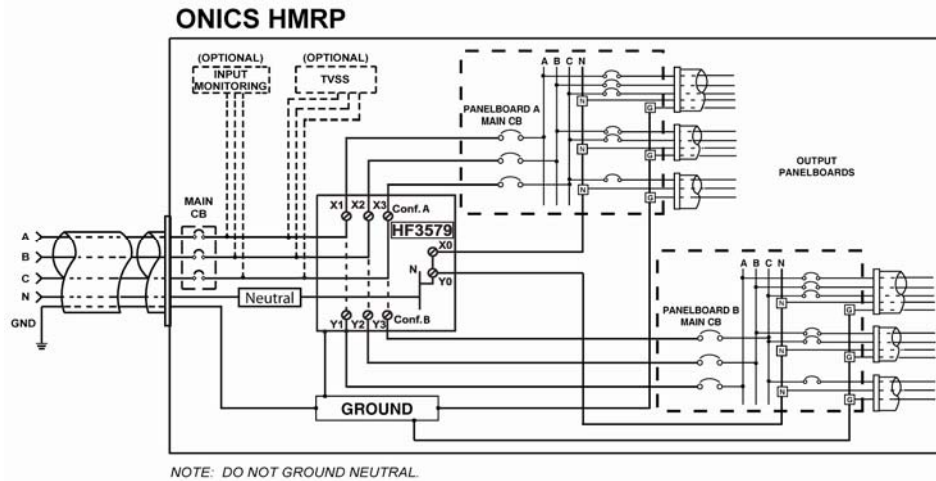 ONICS HMRP
(OPTIONAL)
INPUT
MONITORING
(OPTIONAL)
TVSS
A B C N
PANELBOARD A
MAIN CB
N
G
N
G
N
G
OUTPUT
PANELBOARDS
MAIN
CB
X1 X2 X3 Conf.A
HF3579
X0
N
Y0
Y1 Y2 Y3 Conf.B
A
B
C
N
GND
Neutral
GROUND
A B C N
PANELBOARD B
MAIN CB
N
G
N
G
N
G
NOTE: DO NOT GROUND NEUTRAL.